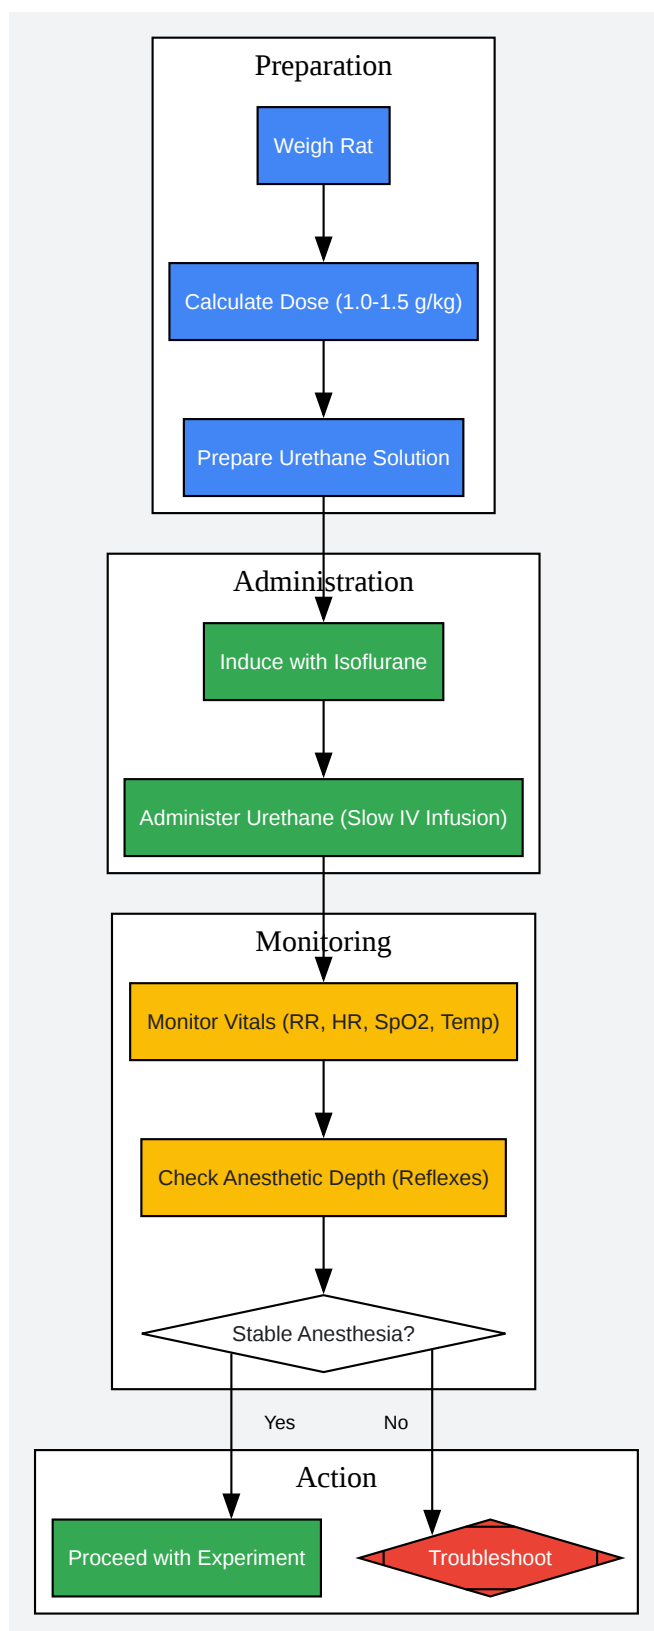 Preparation
Weigh Rat
Calculate Dose (1.0-1.5 g/kg)
Prepare Urethane Solution
Administration
Induce with Isoflurane
Administer Urethane (Slow IV Infusion)
Monitoring
Monitor Vitals (RR, HR, SpO2, Temp)
Check Anesthetic Depth (Reflexes)
Stable Anesthesia?
Yes
No
Action
Proceed with Experiment
Troubleshoot